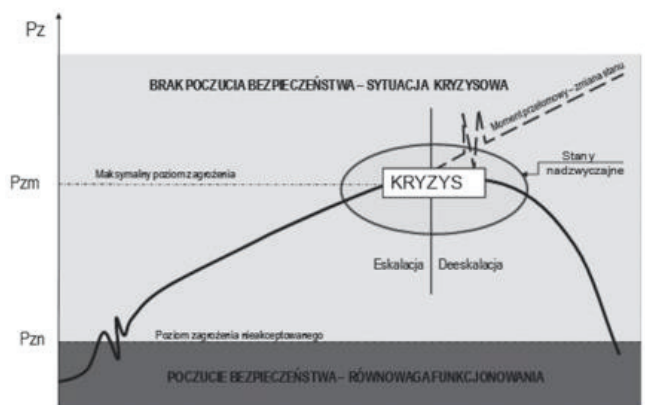 Pz
BRAK POCZUCIA BEZPIECZEŃSTWA – SYTUACJA KRYZYSOWA
Moment przełomowy – zmiana stanu
Stany
nadzwyczajne
Maksymalny poziom zagrożenia
Pzm
KRYZYS
Eskalacja
Deeskalacja
Pzn
Poziom zagrożenia nieakceptowanego
POCZUCIE BEZPIECZEŃSTWA – RÓWNOWAGA FUNKCJONOWANIA